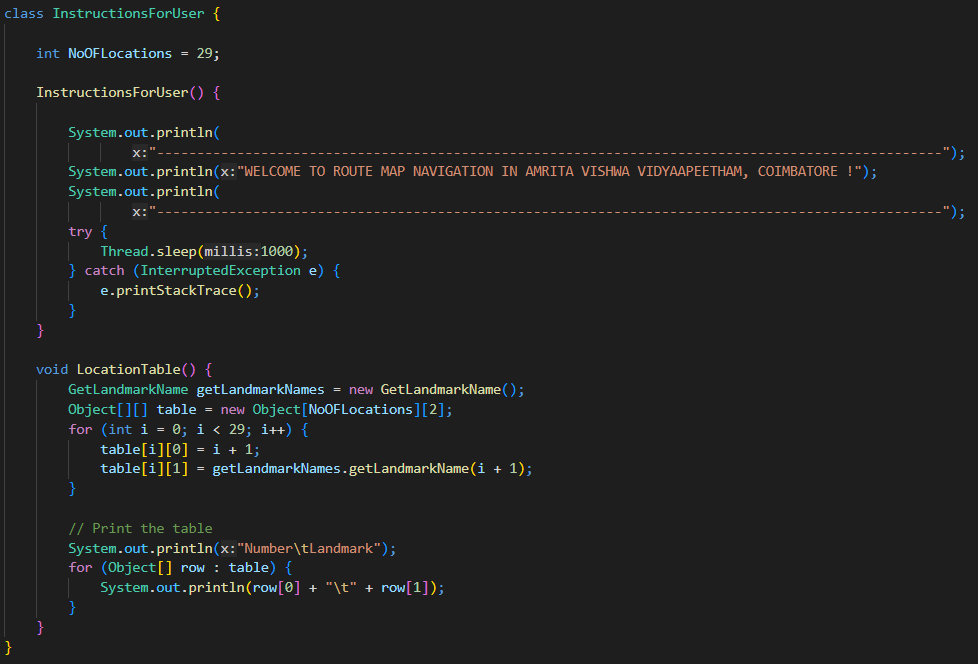 class InstructionsForUser {
int NoOFLocations = 29;
InstructionsForUser() {
System.out.println(
x:"--------------------------------------------------------------------------------------------------");
System.out.println(x:"WELCOME TO ROUTE MAP NAVIGATION IN AMRITA VISHWA VIDYAAPEETHAM, COIMBATORE !");
System.out.println(
x:"--------------------------------------------------------------------------------------------------");
try {
Thread.sleep(millis:1000);
} catch (InterruptedException e) {
e.printStackTrace();
}
}
void LocationTable() {
GetLandmarkName getLandmarkNames = new GetLandmarkName();
Object[][] table = new Object[NoOFLocations][2];
for (int i = 0; i < 29; i++) {
table[i][0] = i + 1;
table[i][1] = getLandmarkNames.getLandmarkName(i + 1);
}
// Print the table
System.out.println(x:"Number\tLandmark");
for (Object[] row : table) {
System.out.println(row[0] + "\t" + row[1]);
}
}
}